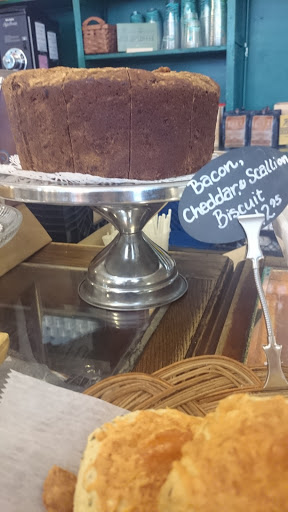 Bacon,
Cheddar, & Scallion
Biscuit
$2.95